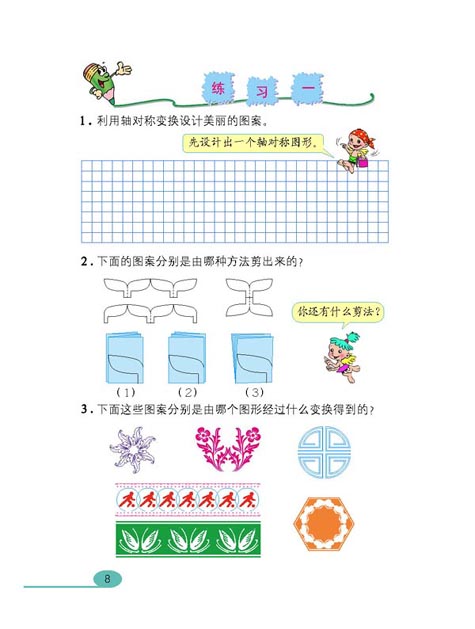 练 习 一
1.利用轴对称变换设计美丽的图案。
先设计出一个轴对称图形。
2.下面的图案分别是由哪种方法剪出来的?
你还有什么剪法?
(1) (2) (3)
3.下面这些图案分别是由哪个图形经过什么变换得到的?
8